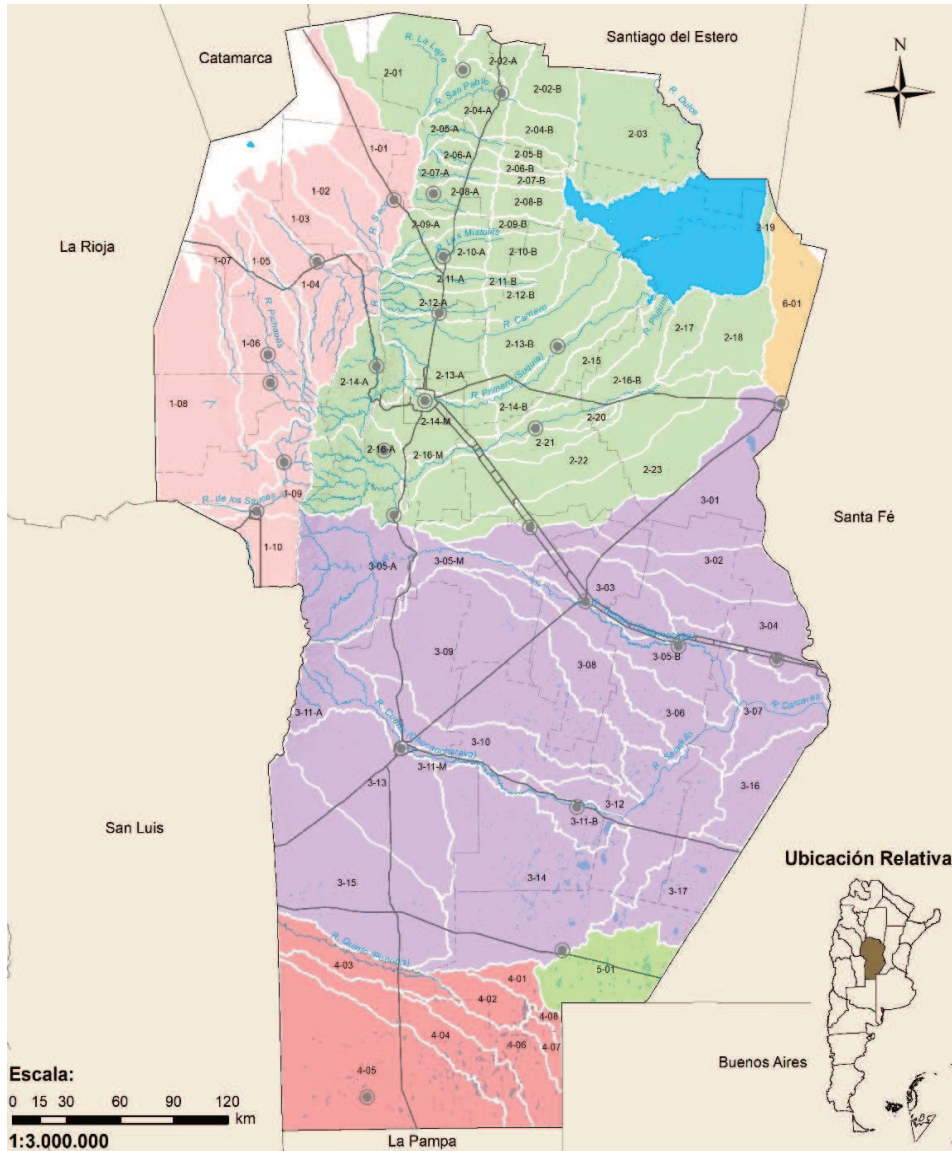 Catamarca
Santiago del Estero
N
La Rioja
Santa Fé
San Luis
Buenos Aires
La Pampa
R. La Lajra
R. San Pablo
R. Dulce
R. Los Mistoles
R. Carnero
R. Primero (Suquía)
R. Pichanas
R. de los Sauces
R. Carcaraa
R. Saladillo
R. Cuarto (Chocancharava)
R. Quinto (Popopis)
2-01
2-02-A
2-02-B
2-03
2-04-A
2-04-B
2-05-A
2-05-B
2-06-A
2-06-B
2-07-A
2-07-B
2-08-A
2-08-B
2-09-A
2-09-B
2-10-A
2-10-B
2-11-A
2-11-B
2-12-A
2-12-B
2-13-A
2-13-B
2-14-A
2-14-B
2-14-M
2-15
2-16-A
2-16-B
2-16-M
2-17
2-18
2-19
2-20
2-21
2-22
2-23
1-01
1-02
1-03
1-04
1-05
1-06
1-07
1-08
1-09
1-10
6-01
3-01
3-02
3-03
3-04
3-05-A
3-05-M
3-05-B
3-06
3-07
3-08
3-09
3-10
3-11-A
3-11-M
3-11-B
3-12
3-13
3-14
3-15
3-16
3-17
4-01
4-02
4-03
4-04
4-05
4-06
4-07
4-08
5-01
Ubicación Relativa
Escala:
0 15 30 60 90 120
km
1:3.000.000